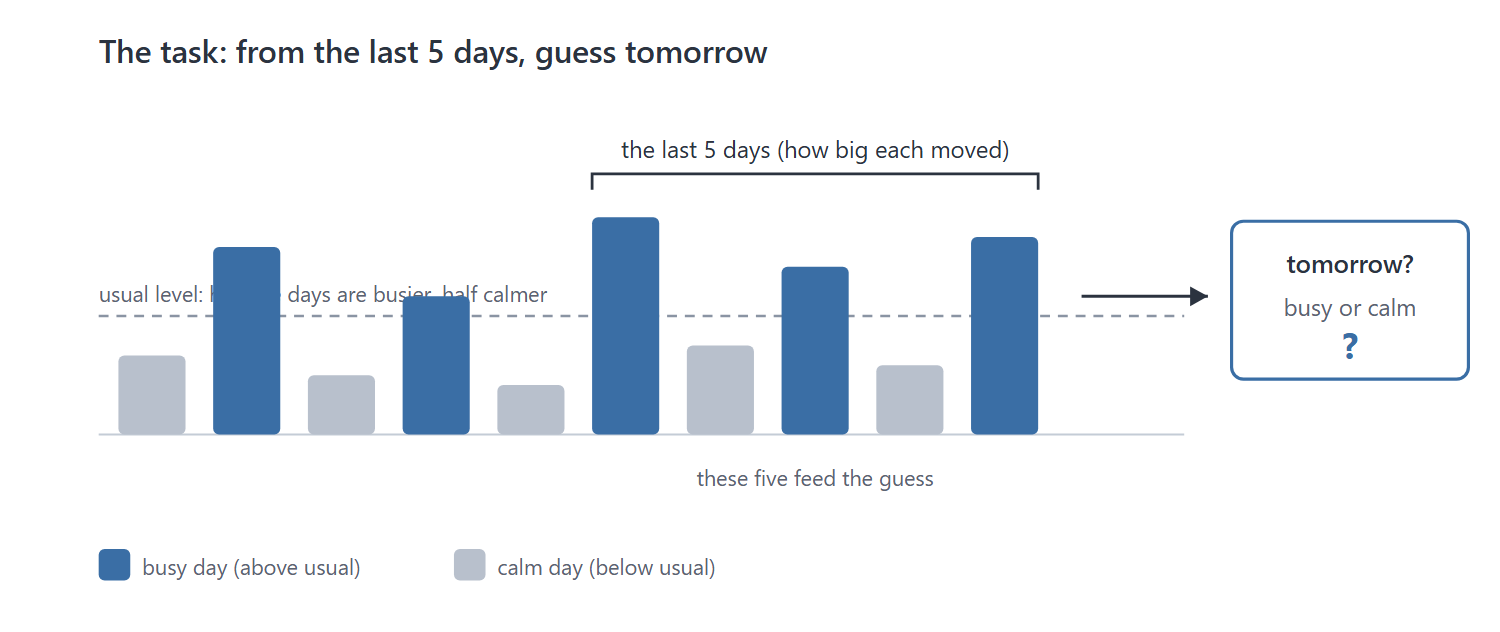 The task: from the last 5 days, guess tomorrow
the last 5 days (how big each moved)
usual level: days are busier, half calmer
tomorrow?
busy or calm
?
these five feed the guess
busy day (above usual)
calm day (below usual)